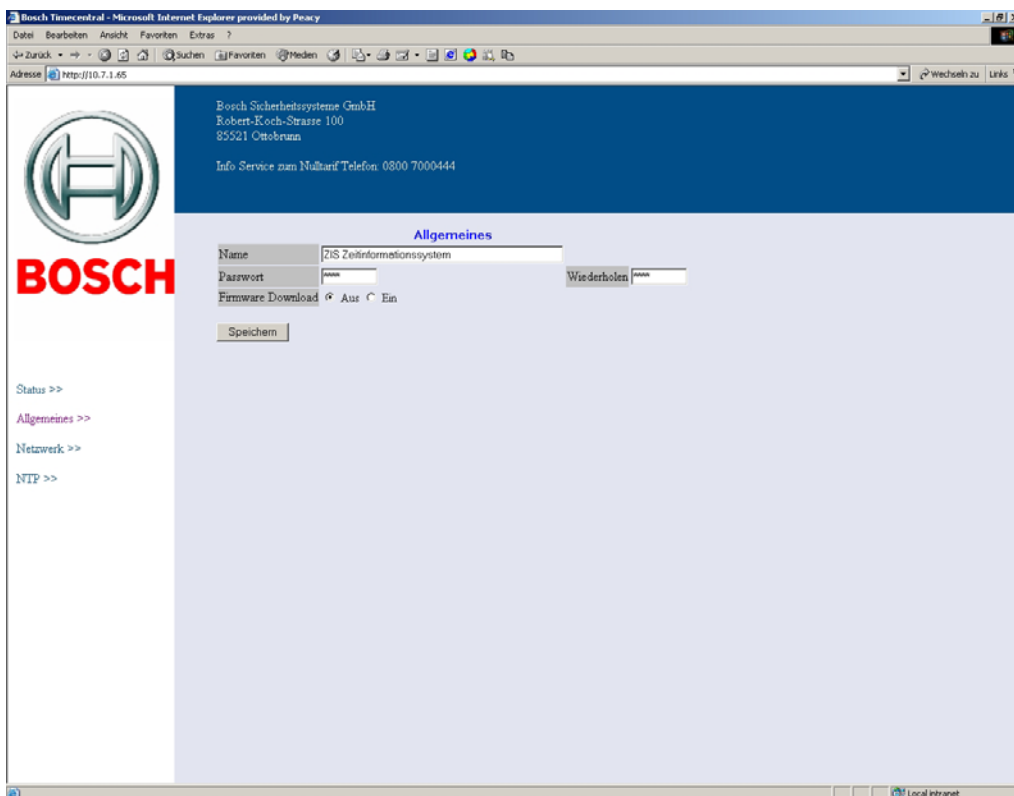 Bosch Timecentral - Microsoft Internet Explorer provided by Peacy
Datei Bearbeiten Ansicht Favoriten Extras ?
Zurück Suchen Favoriten Medien
Adresse http://10.7.1.65 Wechseln zu Links
Bosch Sicherheitssysteme GmbH
Robert-Koch-Strasse 100
85521 Ottobrunn
Info Service zum Nulltarif Telefon: 0800 7000444
BOSCH
Allgemeines
Name ZIS Zeitinformationssystem
Passwort **** Wiederholen ****
Firmware Download Aus Ein
Speichern
Status >>
Allgemeines >>
Netzwerk >>
NTP >>
Local intranet